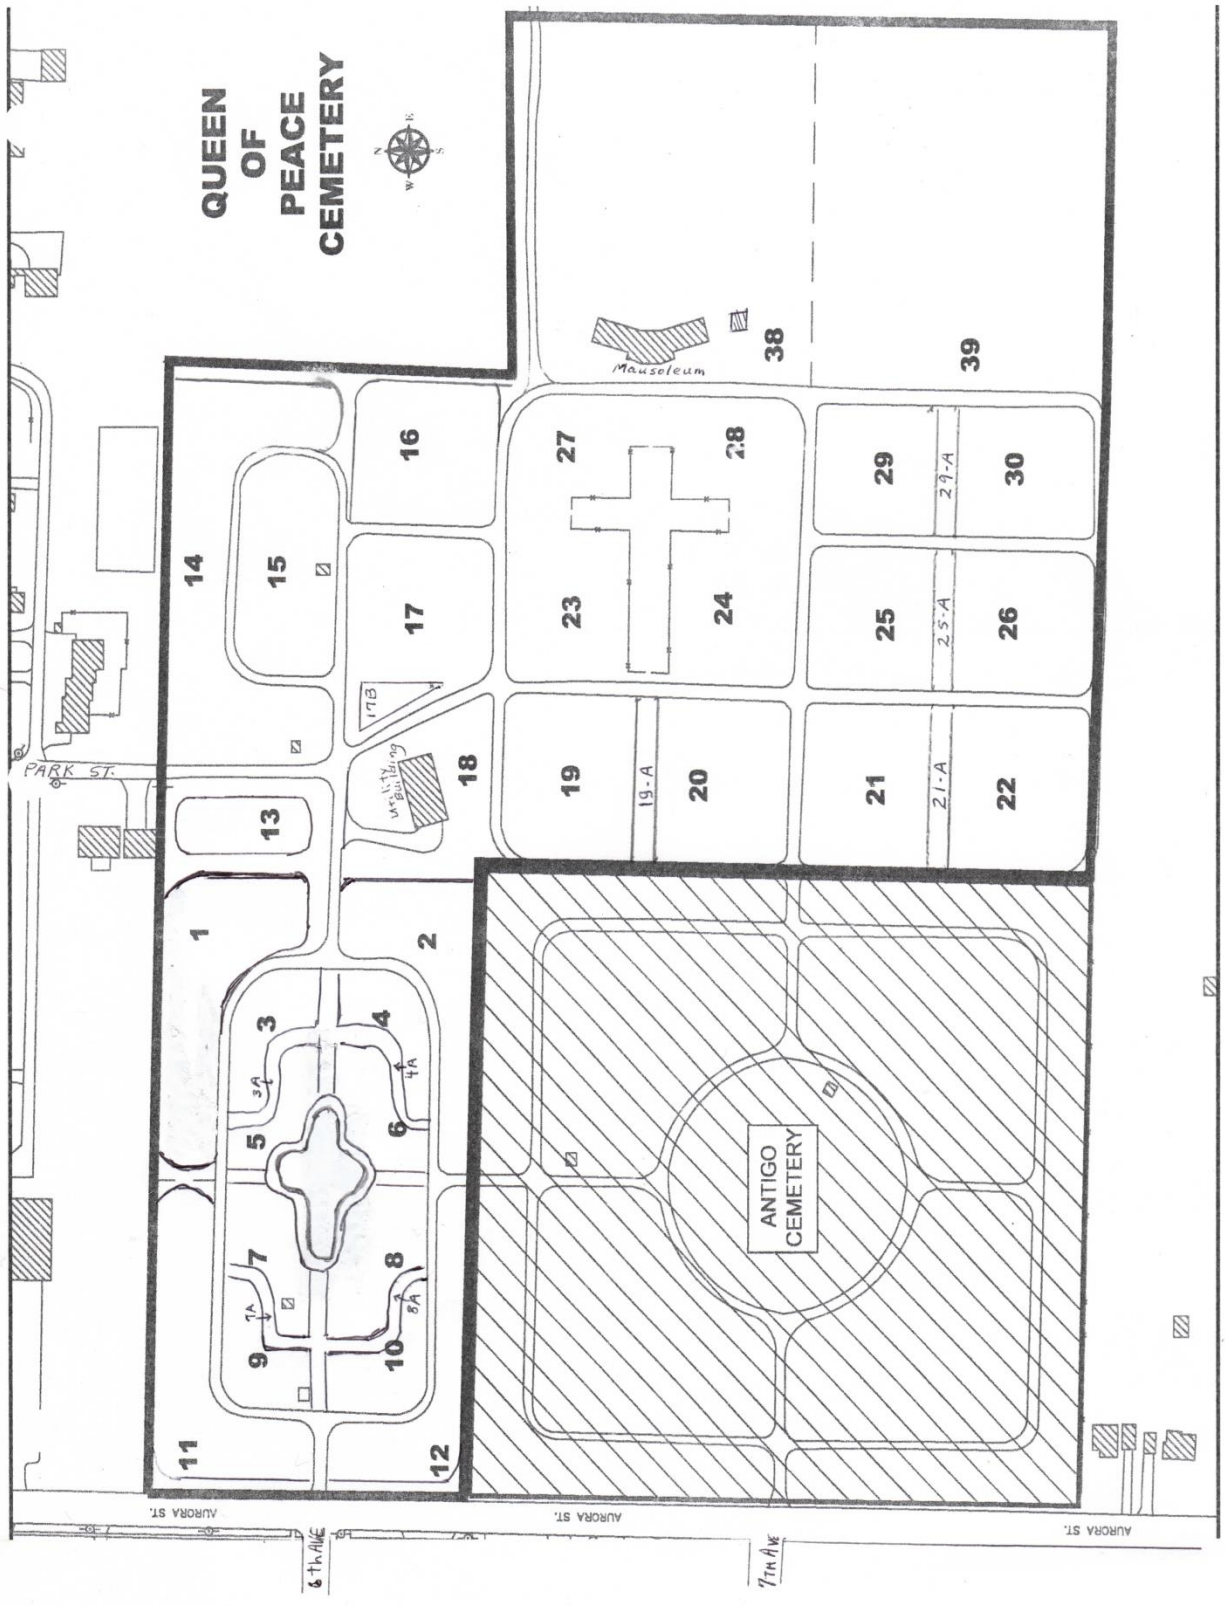 QUEEN
OF
PEACE
CEMETERY
N
E
S
W
PARK ST.
Mausoleum
38
39
14
15
16
17
17B
27
28
23
24
29
29-A
30
25
25-A
26
13
Utility
Building
18
19
19-A
20
21
21-A
22
1
2
3
4
3A
4A
5
6
7
8
7A
8A
9
10
11
12
ANTIGO
CEMETERY
AURORA ST.
AURORA ST.
AURORA ST.
6th AVE
7TH AVE